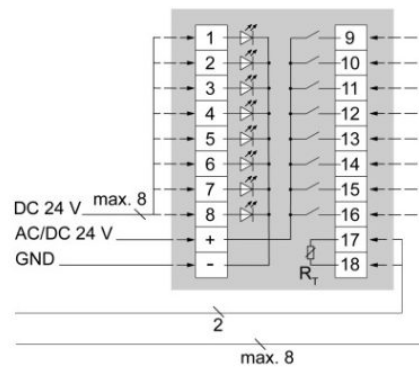 1 9
2 10
3 11
4 12
5 13
6 14
7 15
max. 8
DC 24 V 8 16
AC/DC 24 V + 17
GND - 18
RT
2
max. 8